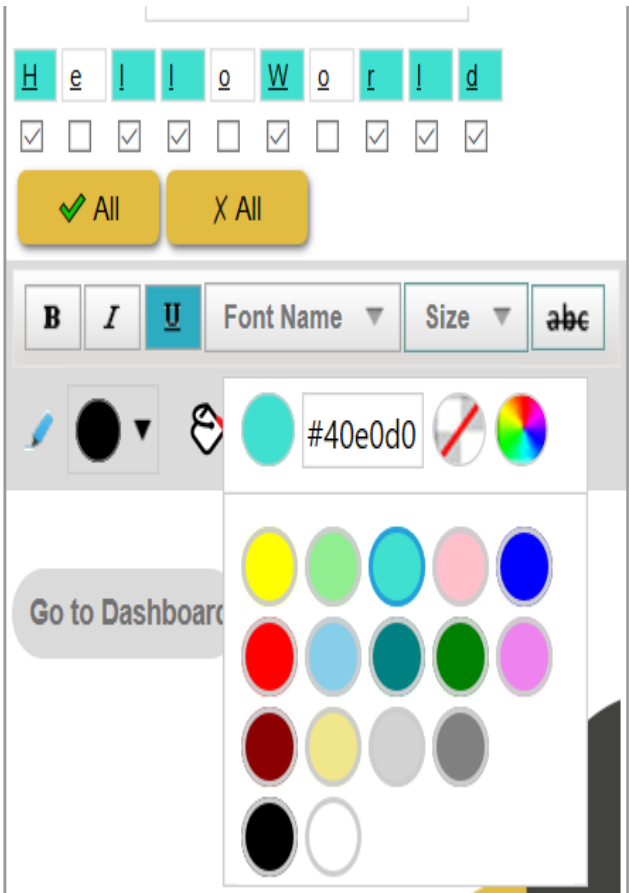 H e l l o W o r l d
All X All
B I U Font Name Size abc
#40e0d0
Go to Dashboard